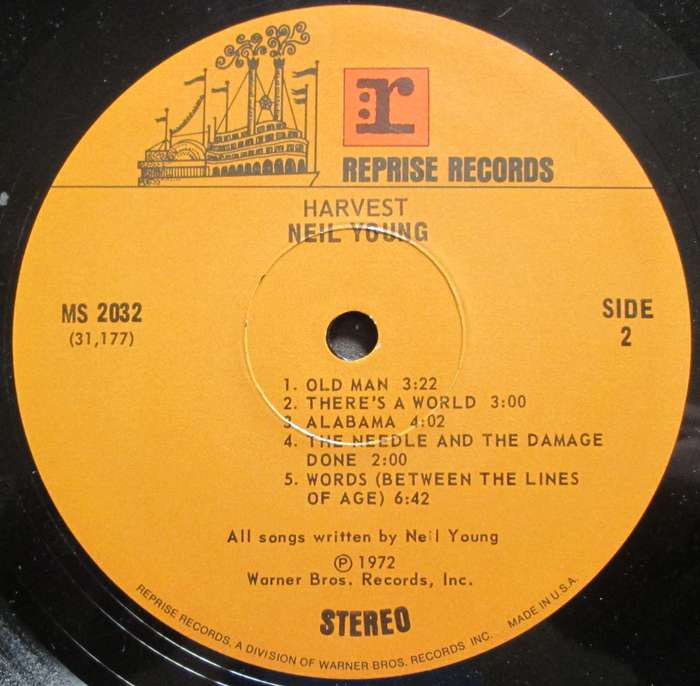 r
REPRISE RECORDS
HARVEST
NEIL YOUNG
MS 2032
(31,177)
SIDE
2
1. OLD MAN 3:22
2. THERE'S A WORLD 3:00
3. ALABAMA 4:02
4. THE NEEDLE AND THE DAMAGE
DONE 2:00
5. WORDS (BETWEEN THE LINES
OF AGE) 6:42
All songs written by Neil Young
℗ 1972
Warner Bros. Records, Inc.
STEREO
REPRISE RECORDS, A DIVISION OF WARNER BROS. RECORDS INC. MADE IN U.S.A.